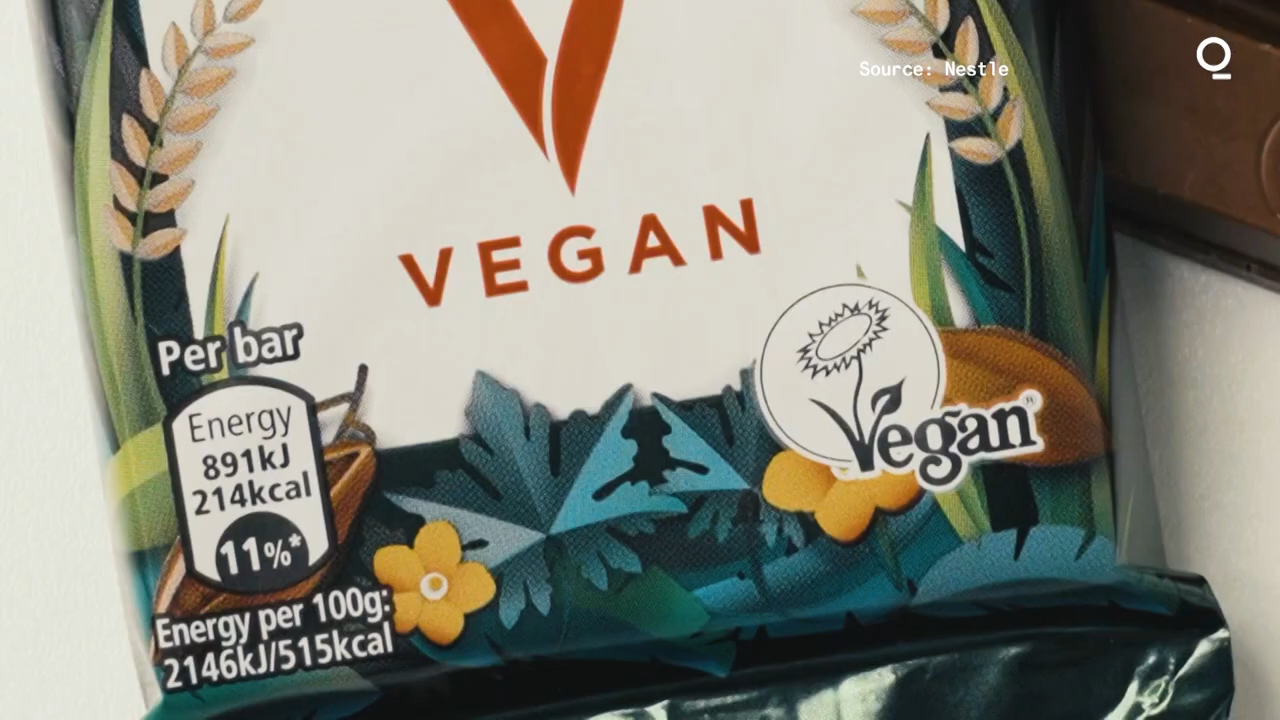 Source: Nestle
VEGAN
Per bar
Energy
891kJ
214kcal
11%*
Energy per 100g:
2146kJ/515kcal
Vegan®